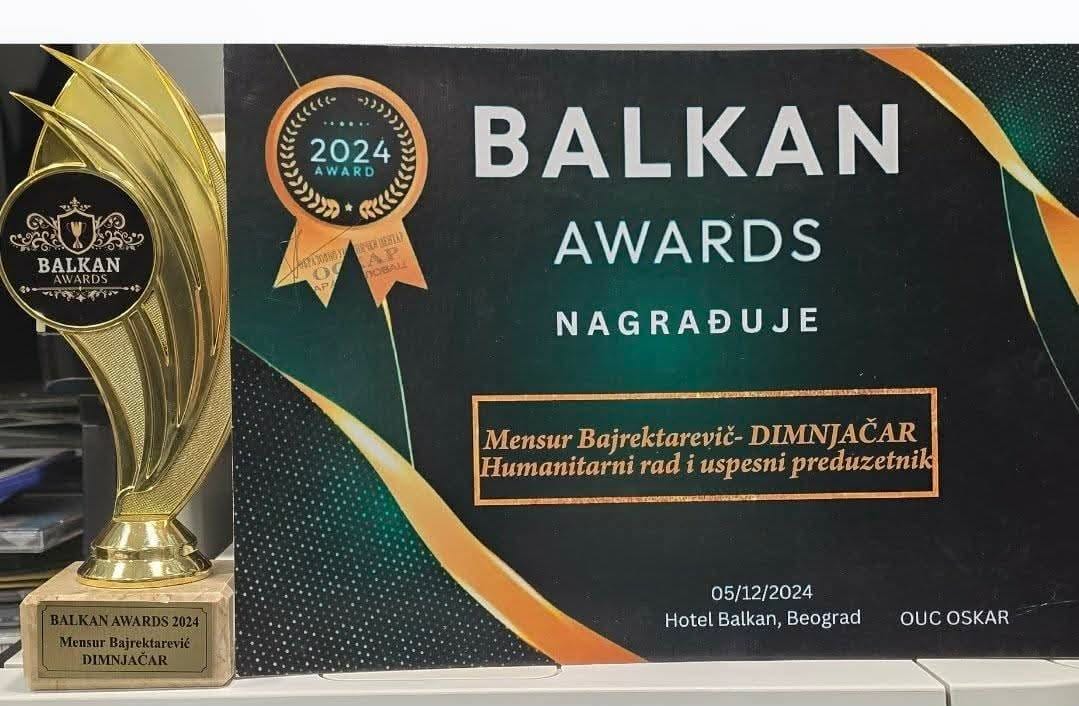 BALKAN
AWARDS
BALKAN AWARDS 2024
Mensur Bajrektarević
DIMNJAČAR
2024
AWARD
BALKAN
AWARDS
NAGRAĐUJE
Mensur Bajrektarevič- DIMNJAČAR
Humanitarni rad i uspesni preduzetnik
05/12/2024
Hotel Balkan, Beograd
OUC OSKAR